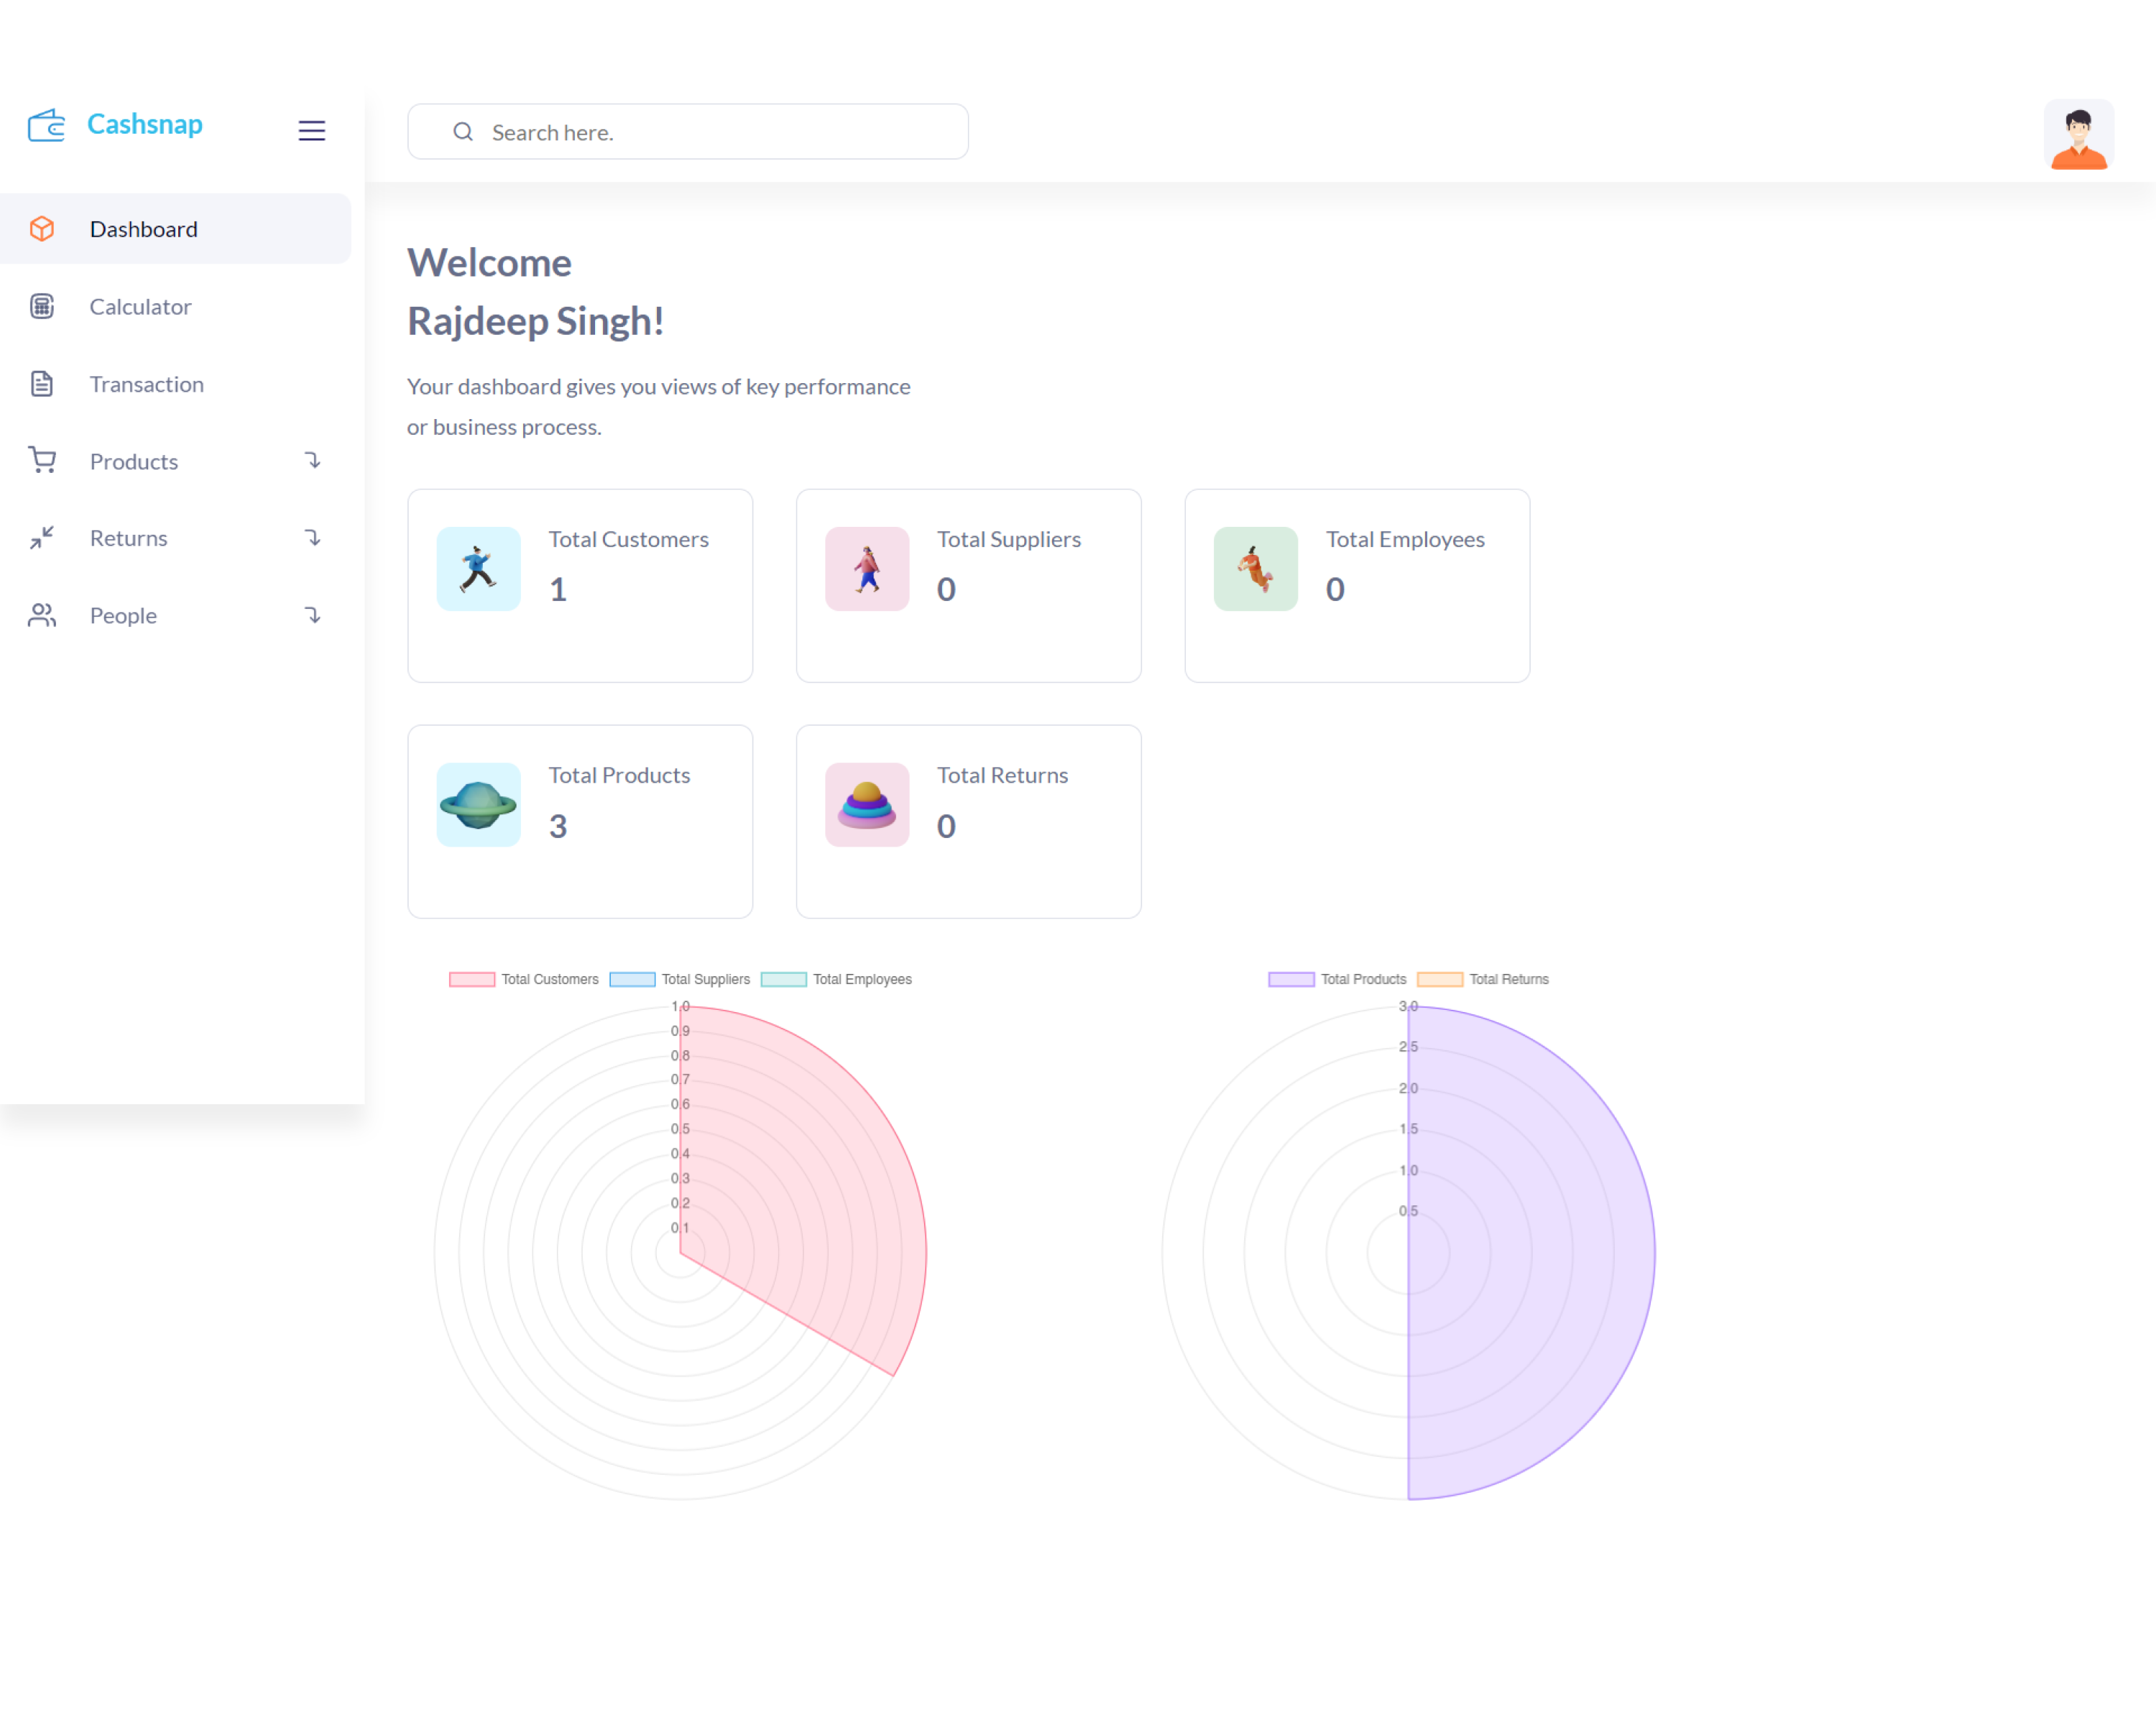 Cashsnap
Search here.
Dashboard
Calculator
Transaction
Products
Returns
People
Welcome
Rajdeep Singh!
Your dashboard gives you views of key performance
or business process.
Total Customers
1
Total Suppliers
0
Total Employees
0
Total Products
3
Total Returns
0
Total Customers Total Suppliers Total Employees
1.0
0.9
0.8
0.7
0.6
0.5
0.4
0.3
0.2
0.1
Total Products Total Returns
3.0
2.5
2.0
1.5
1.0
0.5